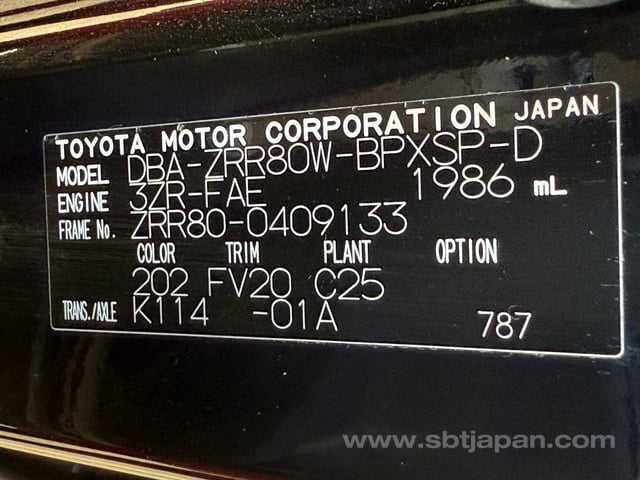 TOYOTA MOTOR CORPORATION JAPAN
MODEL DBA-ZRR80W-BPXSP-D
ENGINE 3ZR-FAE 1986 mL
FRAME No. ZRR80-0409133
COLOR TRIM PLANT OPTION
202 FV20 C25
TRANS./AXLE K114 -01A 787
www.sbtjapan.com